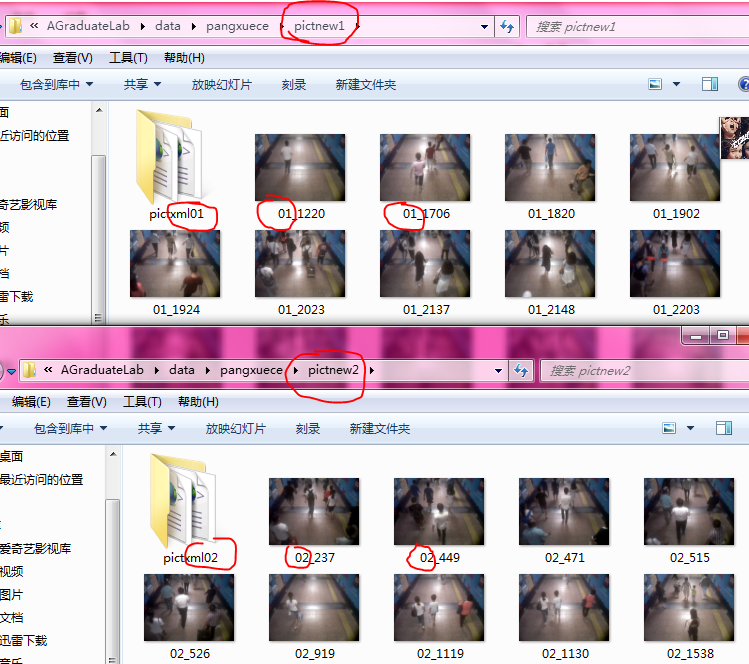 « AGraduateLab ▸ data ▸ pangxuece ▸ pictnew1 搜索 pictnew1
编辑(E) 查看(V) 工具(T) 帮助(H)
包含到库中 共享 放映幻灯片 刻录 新建文件夹
面
近访问的位置
奇艺影视库
频
片
档
雷下载
乐
pictxml01 01_1220 01_1706 01_1820 01_1902
01_1924 01_2023 01_2137 01_2148 01_2203
« AGraduateLab ▸ data ▸ pangxuece ▸ pictnew2 ▸ 搜索 pictnew2
编辑(E) 查看(V) 工具(T) 帮助(H)
包含到库中 共享 放映幻灯片 刻录 新建文件夹
桌面
最近访问的位置
爱奇艺影视库
视频
图片
文档
迅雷下载
音乐
pictxml02 02_237 02_449 02_471 02_515
02_526 02_919 02_1119 02_1130 02_1538